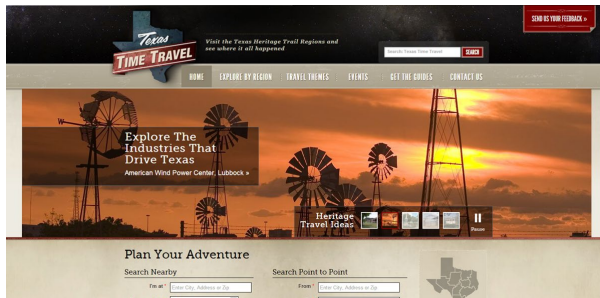 SEND US YOUR FEEDBACK »
Texas
TIME TRAVEL
Visit the Texas Heritage Trail Regions and
see where it all happened
Search Texas Time Travel
SEARCH
HOME EXPLORE BY REGION TRAVEL THEMES EVENTS GET THE GUIDES CONTACT US
Explore The
Industries That
Drive Texas
American Wind Power Center, Lubbock »
Heritage
Travel Ideas
Pause
Plan Your Adventure
Search Nearby
I'm at * Enter City, Address or Zip
Search Point to Point
From * Enter City, Address or Zip